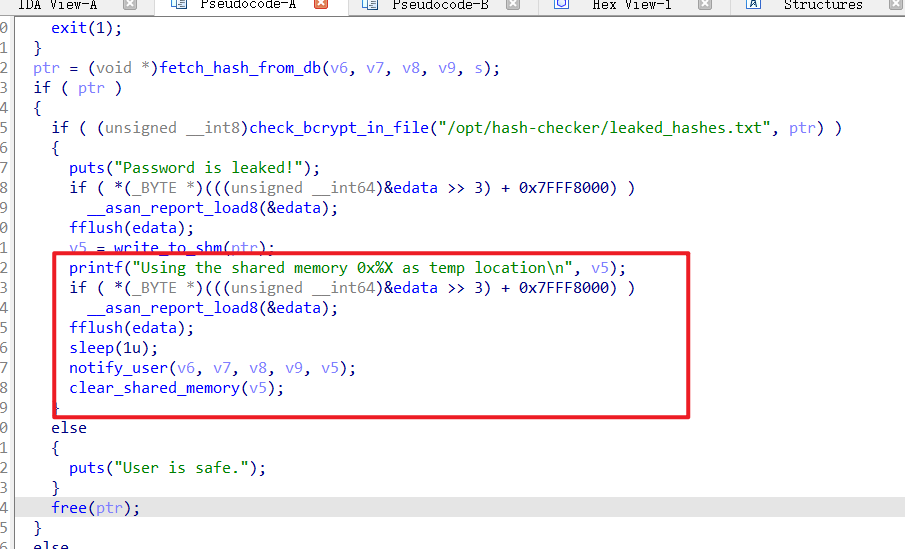 IDA View-A Pseudocode-A Pseudocode-B Hex View-1 Structures
0 exit(1);
1 }
2 ptr = (void *)fetch_hash_from_db(v6, v7, v8, v9, s);
3 if ( ptr )
4 {
5 if ( (unsigned __int8)check_bcrypt_in_file("/opt/hash-checker/leaked_hashes.txt", ptr) )
6 {
7 puts("Password is leaked!");
8 if ( *(_BYTE *)(((unsigned __int64)&edata >> 3) + 0x7FFF8000) )
9 __asan_report_load8(&edata);
0 fflush(edata);
1 v5 = write_to_shm(ptr);
2 printf("Using the shared memory 0x%X as temp location\n", v5);
3 if ( *(_BYTE *)(((unsigned __int64)&edata >> 3) + 0x7FFF8000) )
4 __asan_report_load8(&edata);
5 fflush(edata);
6 sleep(1u);
7 notify_user(v6, v7, v8, v9, v5);
8 clear_shared_memory(v5);
9 }
0 else
1 {
2 puts("User is safe.");
3 }
4 free(ptr);
5 }
6 else